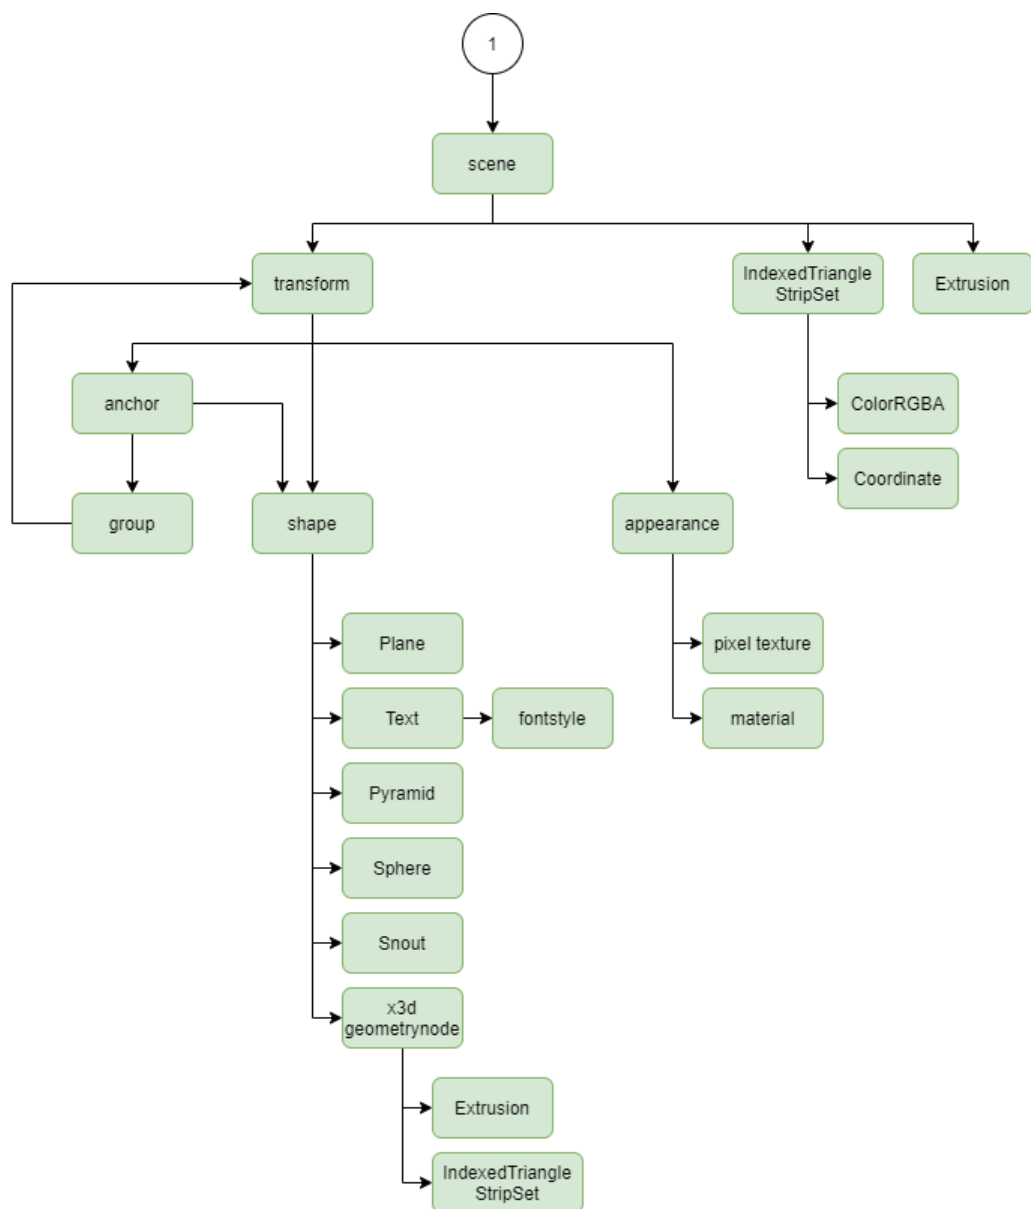 1
scene
transform
IndexedTriangle
StripSet
Extrusion
anchor
ColorRGBA
Coordinate
group
shape
appearance
Plane
pixel texture
Text
fontstyle
material
Pyramid
Sphere
Snout
x3d
geometrynode
Extrusion
IndexedTriangle
StripSet